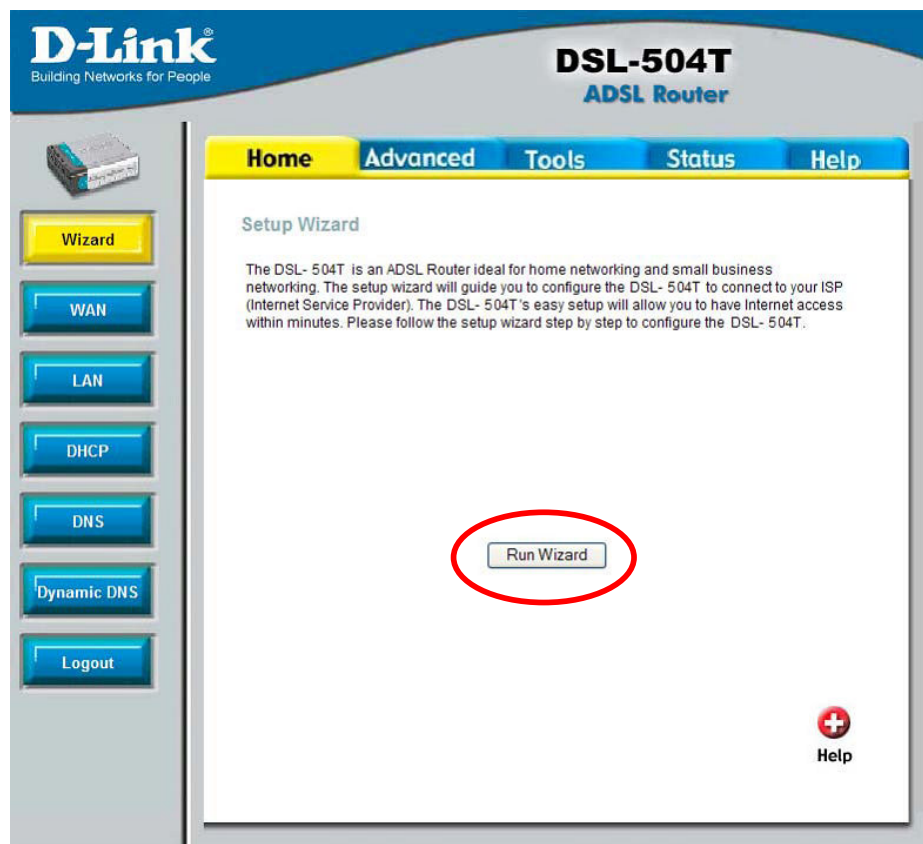 D-Link®
Building Networks for People
DSL-504T
ADSL Router
Home Advanced Tools Status Help
Wizard
WAN
LAN
DHCP
DNS
Dynamic DNS
Logout
Setup Wizard
The DSL- 504T is an ADSL Router ideal for home networking and small business
networking. The setup wizard will guide you to configure the DSL- 504T to connect to your ISP
(Internet Service Provider). The DSL- 504T's easy setup will allow you to have Internet access
within minutes. Please follow the setup wizard step by step to configure the DSL- 504T.
Run Wizard
Help